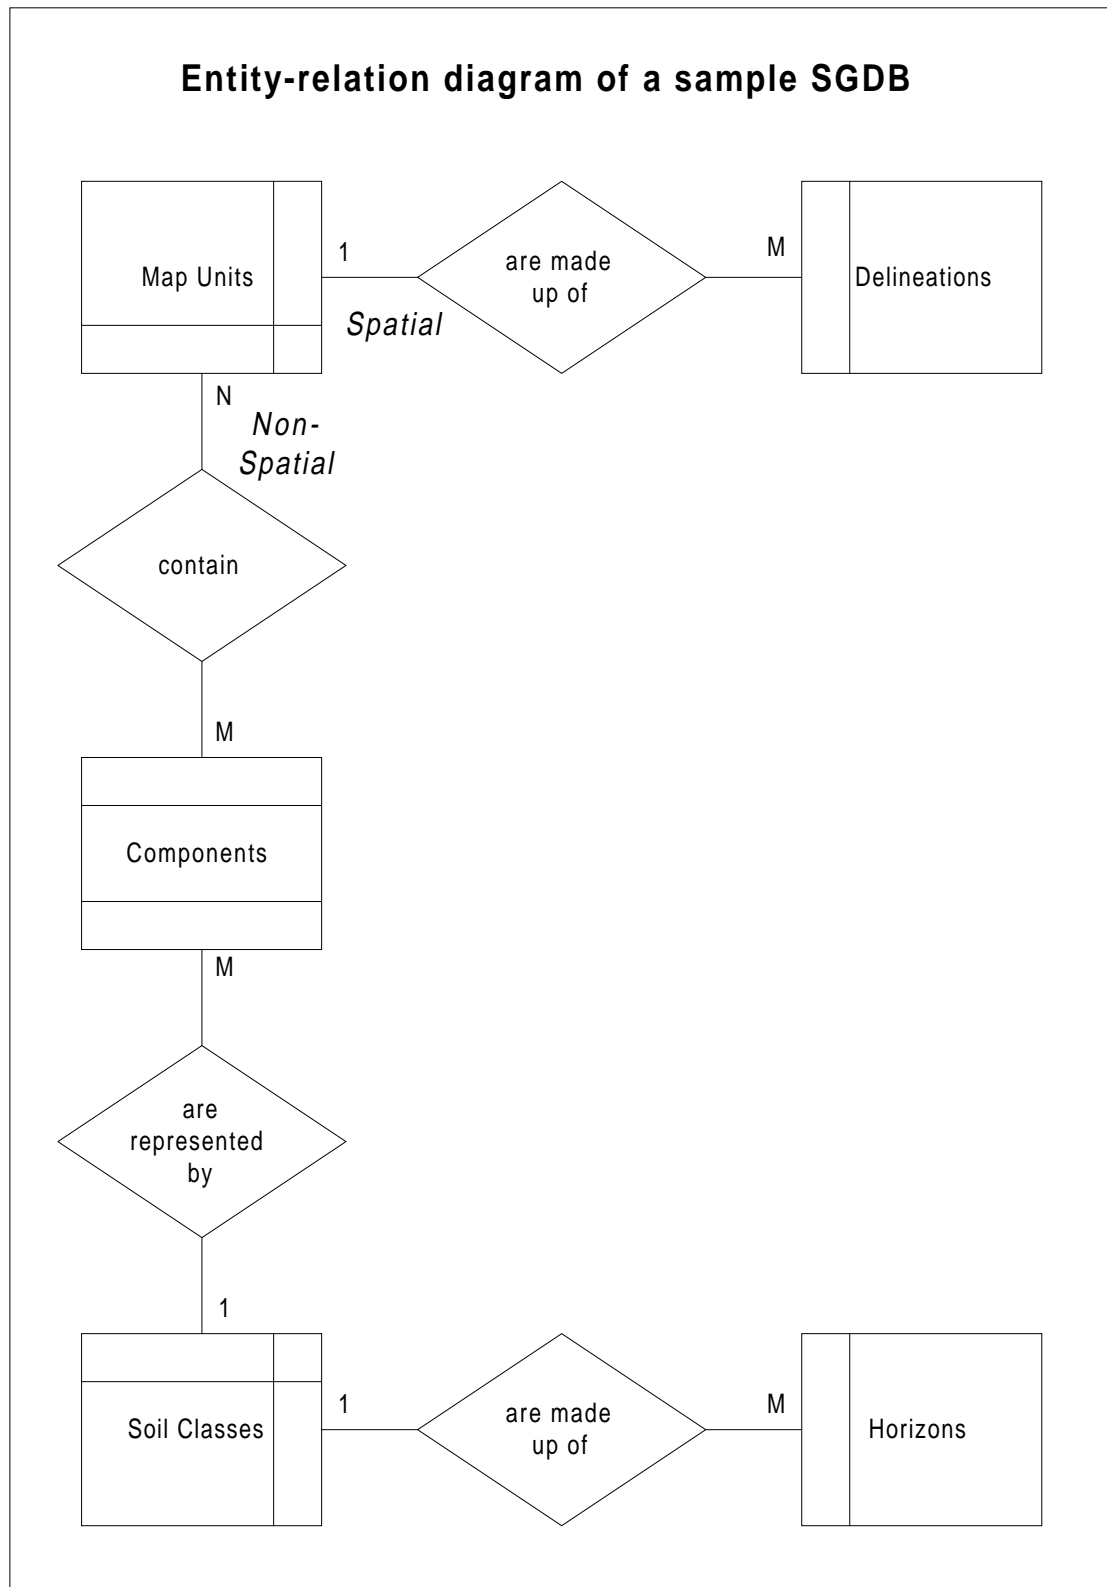 Entity-relation diagram of a sample SGDB
Map Units
1
are made
up of
M
Delineations
Spatial
N
Non-
Spatial
contain
M
Components
M
are
represented
by
1
Soil Classes
1
are made
up of
M
Horizons